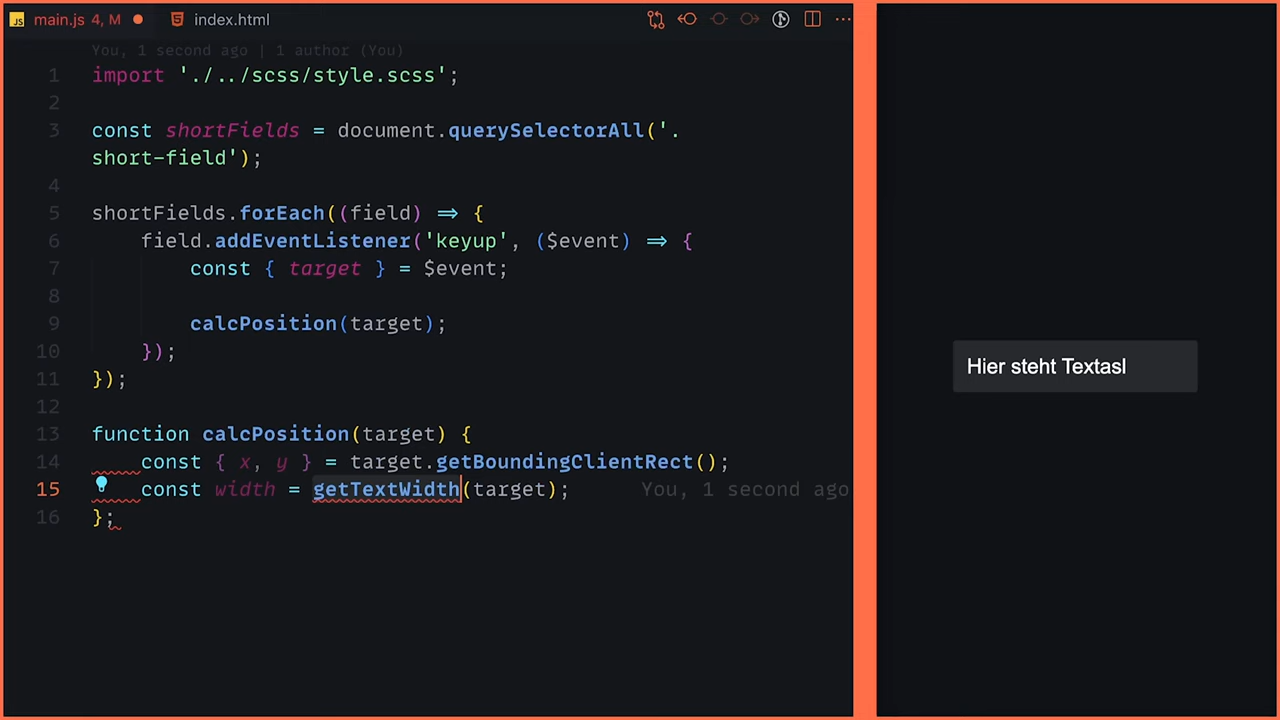 JS main.js 4, M ● index.html
You, 1 second ago | 1 author (You)
1 import './../scss/style.scss';
2
3 const shortFields = document.querySelectorAll('.
short-field');
4
5 shortFields.forEach((field) => {
6 field.addEventListener('keyup', ($event) => {
7 const { target } = $event;
8
9 calcPosition(target);
10 });
11 });
12
13 function calcPosition(target) {
14 const { x, y } = target.getBoundingClientRect();
15 const width = getTextWidth(target); You, 1 second ago
16 };
Hier steht Textasl